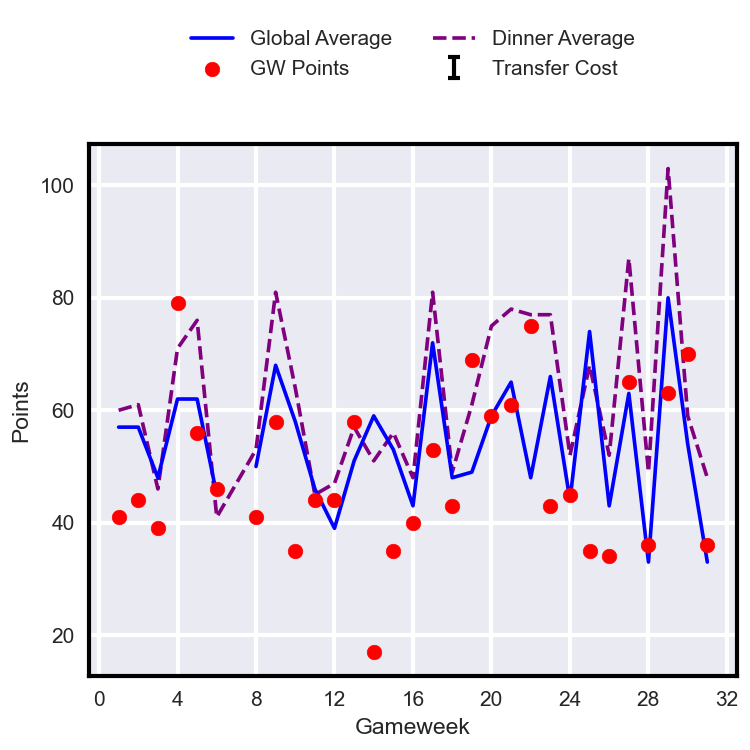 Global Average
Dinner Average
GW Points
Transfer Cost
100
80
60
40
20
Points
0 4 8 12 16 20 24 28 32
Gameweek